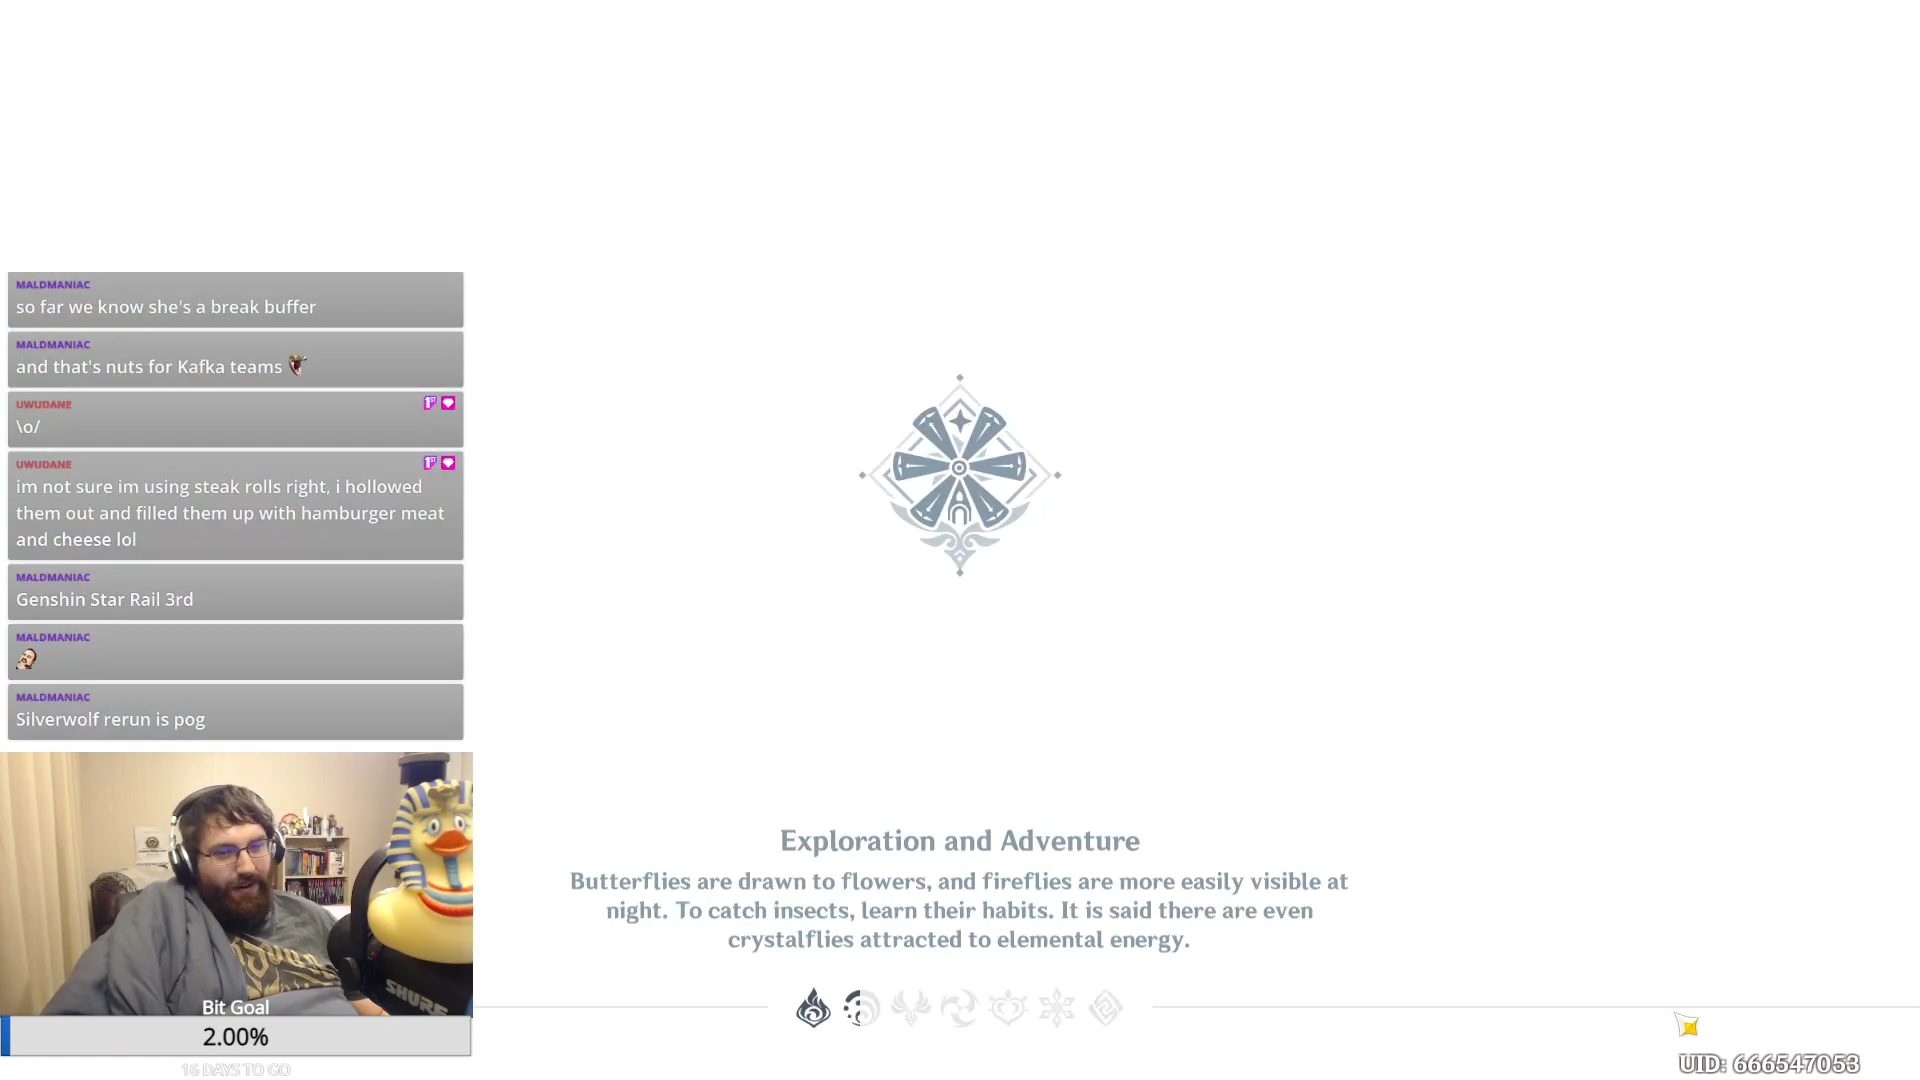 MALDMANIAC
so far we know she's a break buffer
MALDMANIAC
and that's nuts for Kafka teams
UWUDANE
\o/
UWUDANE
im not sure im using steak rolls right, i hollowed
them out and filled them up with hamburger meat
and cheese lol
MALDMANIAC
Genshin Star Rail 3rd
MALDMANIAC
MALDMANIAC
Silverwolf rerun is pog
SHURE
Bit Goal
2.00%
16 DAYS TO GO
Exploration and Adventure
Butterflies are drawn to flowers, and fireflies are more easily visible at
night. To catch insects, learn their habits. It is said there are even
crystalflies attracted to elemental energy.
UID: 666547053